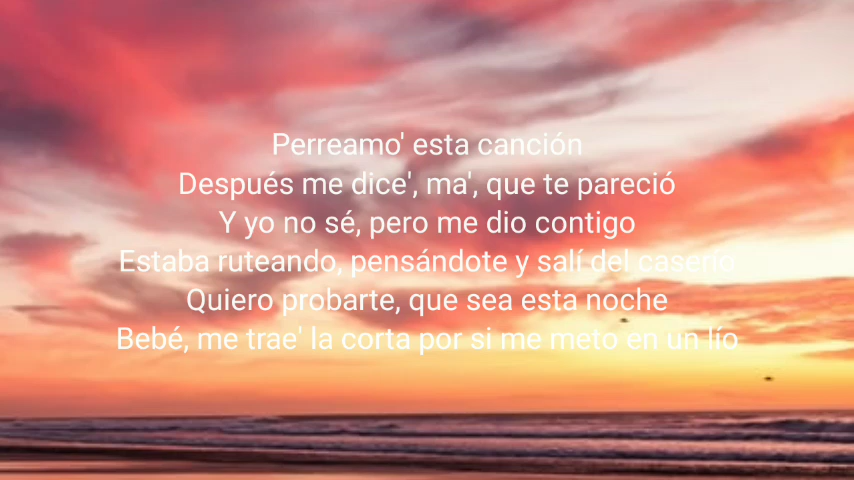 Perreamo' esta canción
Después me dice', ma', que te pareció
Y yo no sé, pero me dio contigo
Estaba ruteando, pensándote y salí del caserío
Quiero probarte, que sea esta noche
Bebé, me trae' la corta por si me meto en un lío